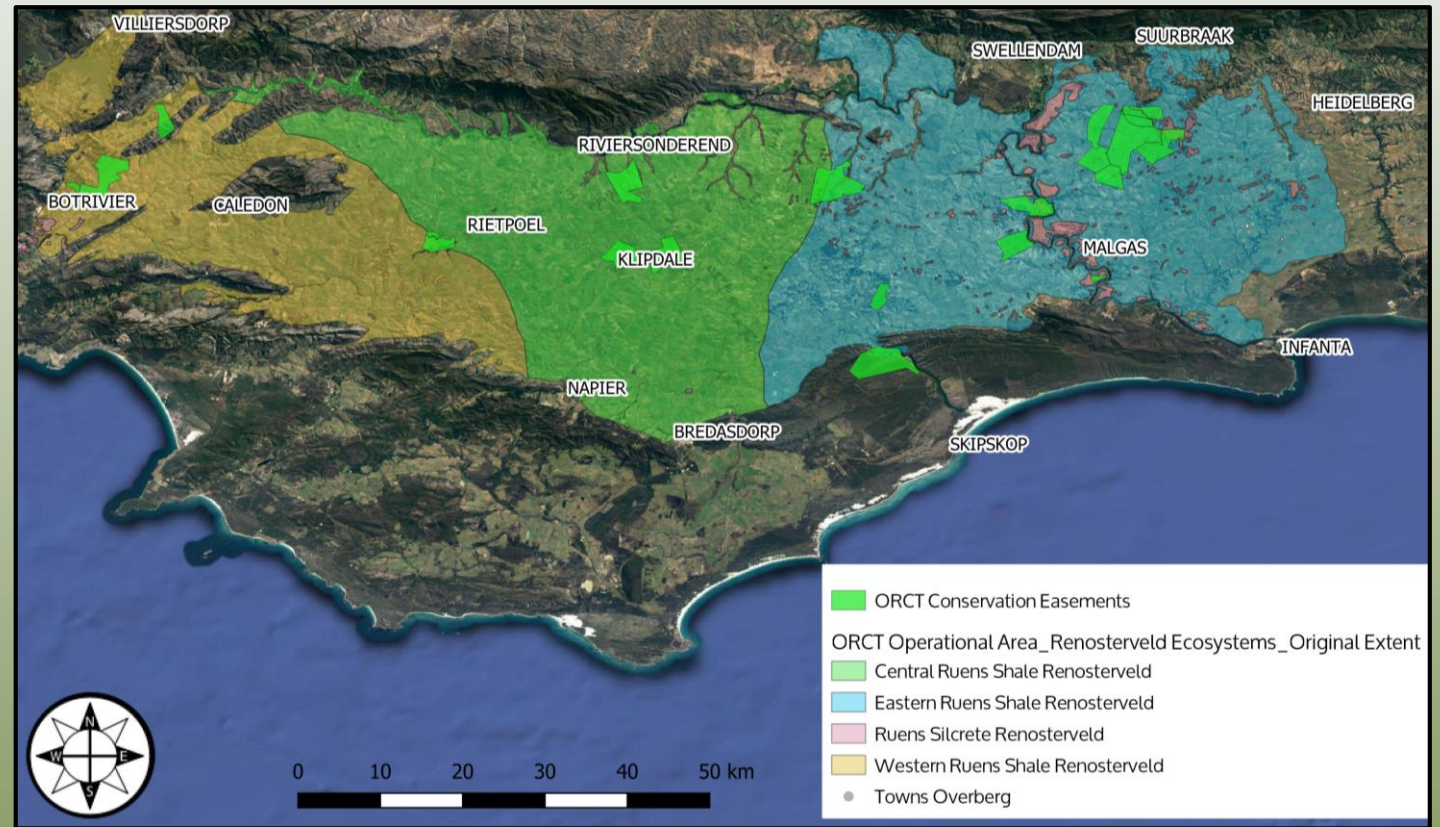 VILLIERSDORP
SUURBRAAK
SWELLENDAM
HEIDELBERG
RIVIERSONDEREND
BOTRIVIER
CALEDON
RIETPOEL
KLIPDALE
MALGAS
INFANTA
NAPIER
BREDASDORP
SKIPSKOP
ORCT Conservation Easements
ORCT Operational Area_Renosterveld Ecosystems_Original Extent
Central Ruens Shale Renosterveld
Eastern Ruens Shale Renosterveld
Ruens Silcrete Renosterveld
Western Ruens Shale Renosterveld
Towns Overberg
N
W E
S
0 10 20 30 40 50 km